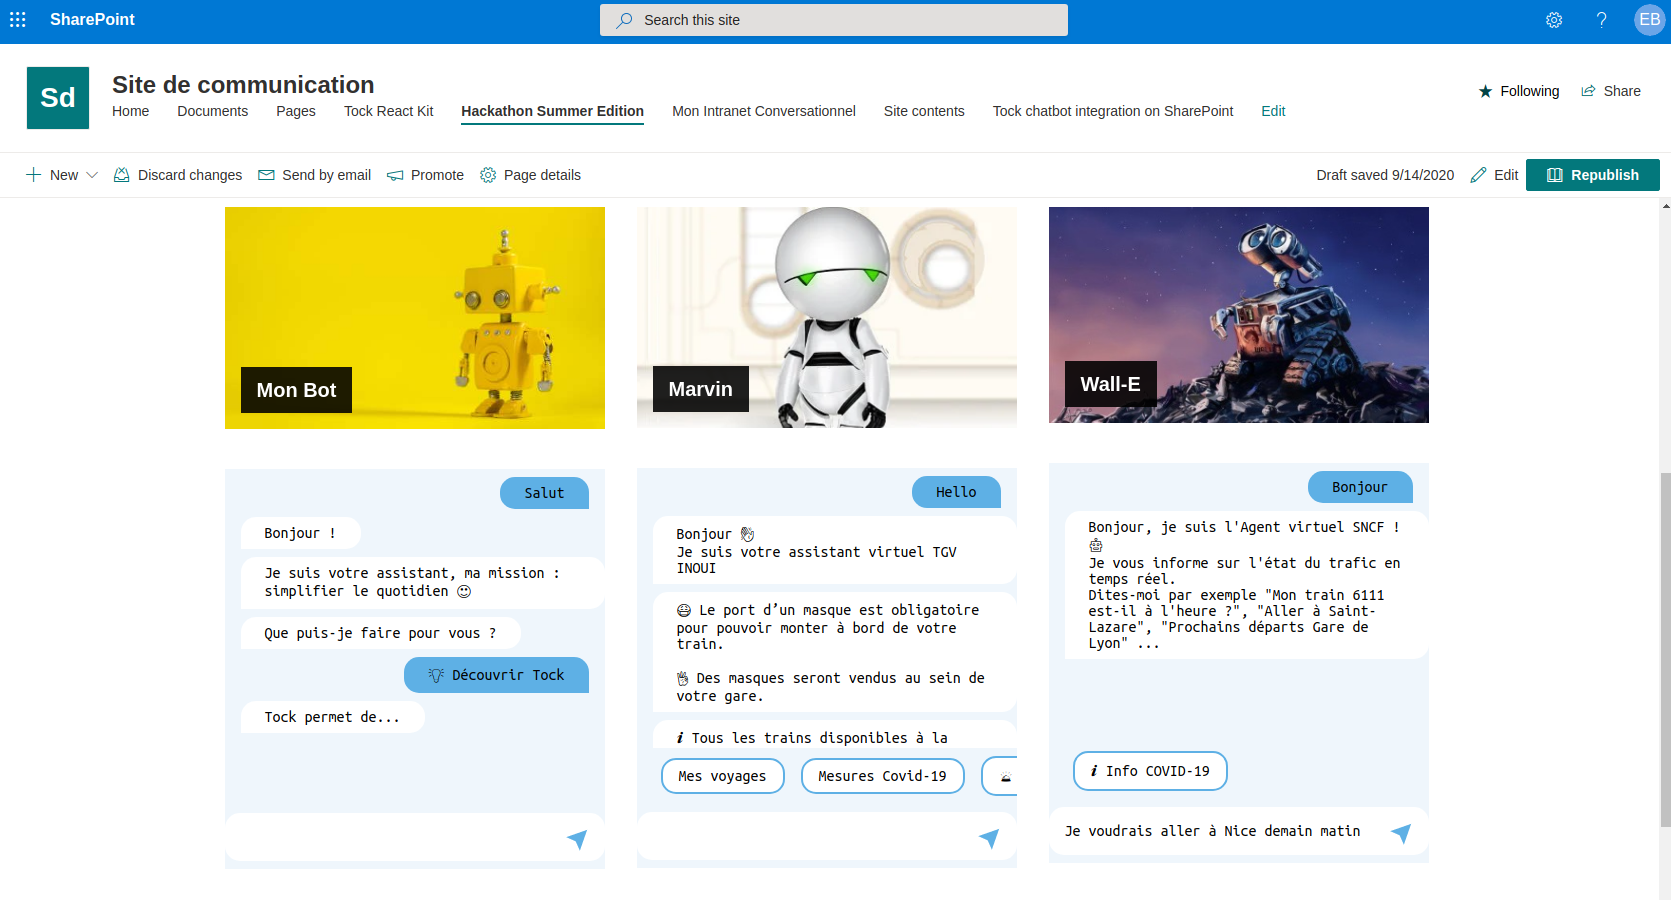 SharePoint
Search this site
EB
Sd
Site de communication
Home Documents Pages Tock React Kit Hackathon Summer Edition Mon Intranet Conversationnel Site contents Tock chatbot integration on SharePoint Edit
Following Share
New Discard changes Send by email Promote Page details
Draft saved 9/14/2020 Edit Republish
Mon Bot
Marvin
Wall-E
Salut
Bonjour !
Je suis votre assistant, ma mission :
simplifier le quotidien 😍
Que puis-je faire pour vous ?
💡 Découvrir Tock
Tock permet de...
Hello
Bonjour 👋
Je suis votre assistant virtuel TGV
INOUI
😷 Le port d’un masque est obligatoire
pour pouvoir monter à bord de votre
train.
👌 Des masques seront vendus au sein de
votre gare.
ℹ Tous les trains disponibles à la
Mes voyages
Mesures Covid-19
Bonjour
Bonjour, je suis l'Agent virtuel SNCF !
🤖
Je vous informe sur l'état du trafic en
temps réel.
Dites-moi par exemple "Mon train 6111
est-il à l'heure ?", "Aller à Saint-
Lazare", "Prochains départs Gare de
Lyon" ...
ℹ Info COVID-19
Je voudrais aller à Nice demain matin